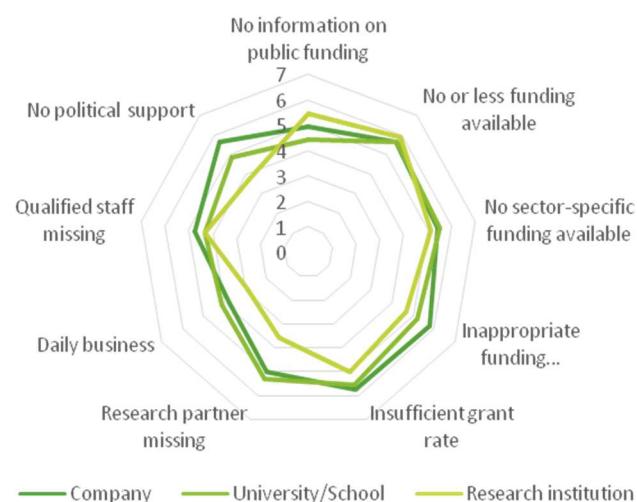 No information on
public funding
No or less funding
available
No sector-specific
funding available
Inappropriate
funding...
Insufficient grant
rate
Research partner
missing
Daily business
Qualified staff
missing
No political support
7
6
5
4
3
2
1
0
Company
University/School
Research institution